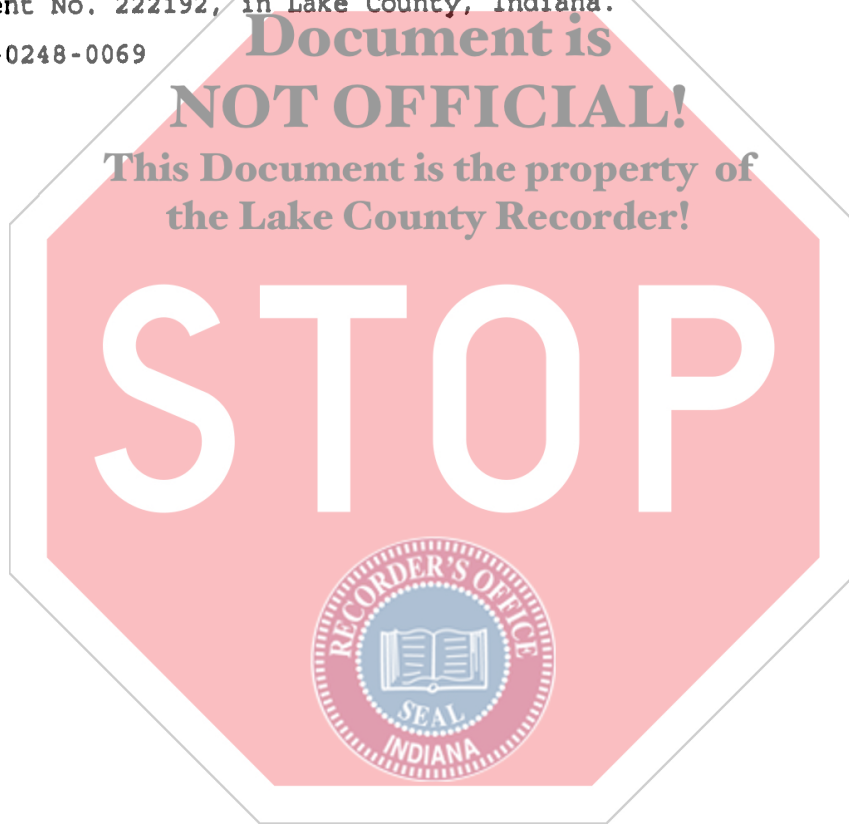 ent No. 222192, in Lake County, Indiana.
-0248-0069
Document is
NOT OFFICIAL!
This Document is the property of
the Lake County Recorder!
STOP
RECORDER'S OFFICE
SEAL
INDIANA